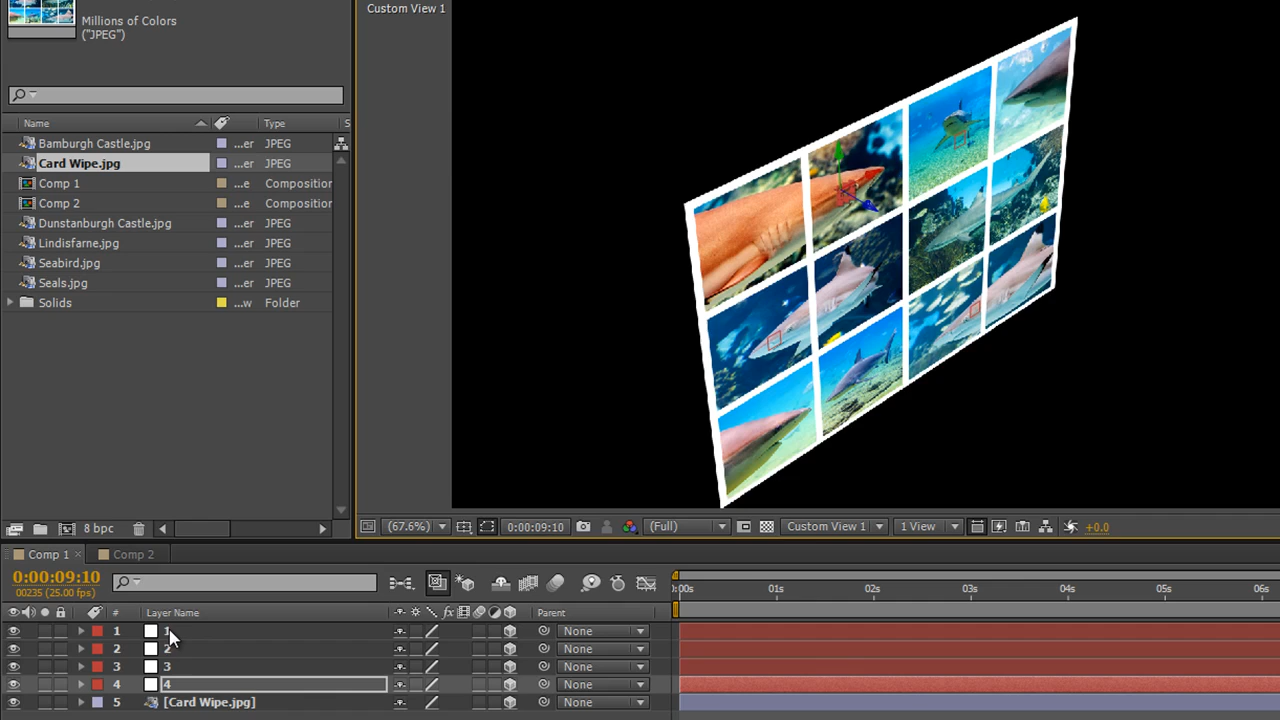 Custom View 1
Millions of Colors
("JPEG")
Name Type S
Bamburgh Castle.jpg ...er JPEG
Card Wipe.jpg ...er JPEG
Comp 1 ...e Composition
Comp 2 ...e Composition
Dunstanburgh Castle.jpg ...er JPEG
Lindisfarne.jpg ...er JPEG
Seabird.jpg ...er JPEG
Seals.jpg ...er JPEG
Solids ...w Folder
8 bpc (67.6%) 0:00:09:10 (Full) Custom View 1 1 View +0.0
Comp 1 × Comp 2
0:00:09:10
00235 (25.00 fps)
:00s 01s 02s 03s 04s 05s 06s
# Layer Name fx Parent
1 1 None
2 2 None
3 3 None
4 4 None
5 [Card Wipe.jpg] None